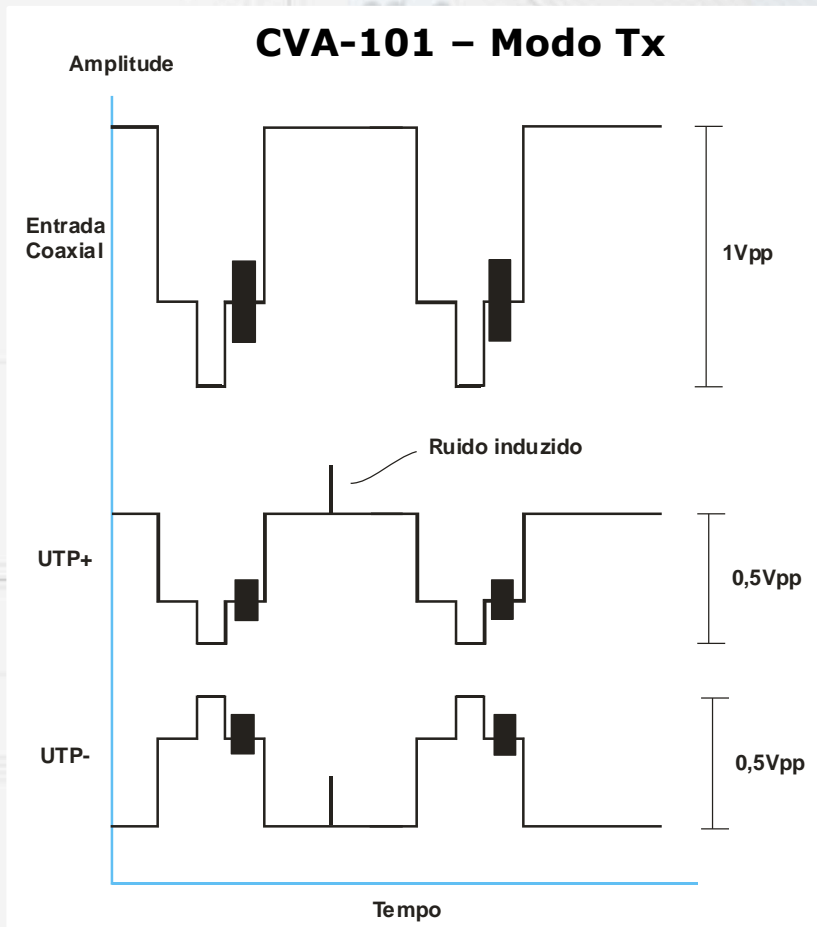 CVA-101 – Modo Tx
Amplitude
Entrada
Coaxial
1Vpp
Ruido induzido
UTP+
0,5Vpp
UTP-
0,5Vpp
Tempo